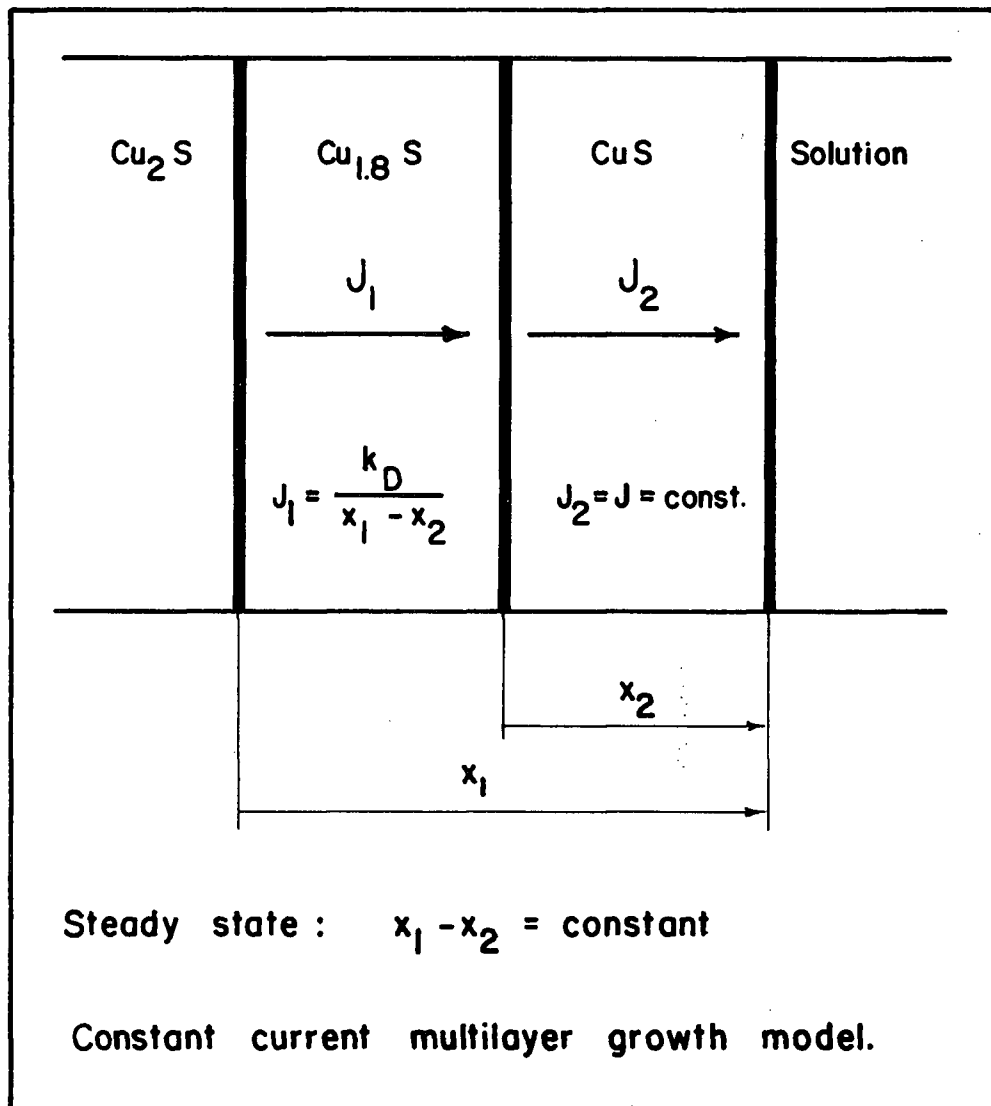 Cu₂S Cu₁.₈S CuS Solution
J₁ J₂
J₁ = k_D / (x₁ - x₂) J₂ = J = const.
x₂
x₁
Steady state : x₁ - x₂ = constant
Constant current multilayer growth model.